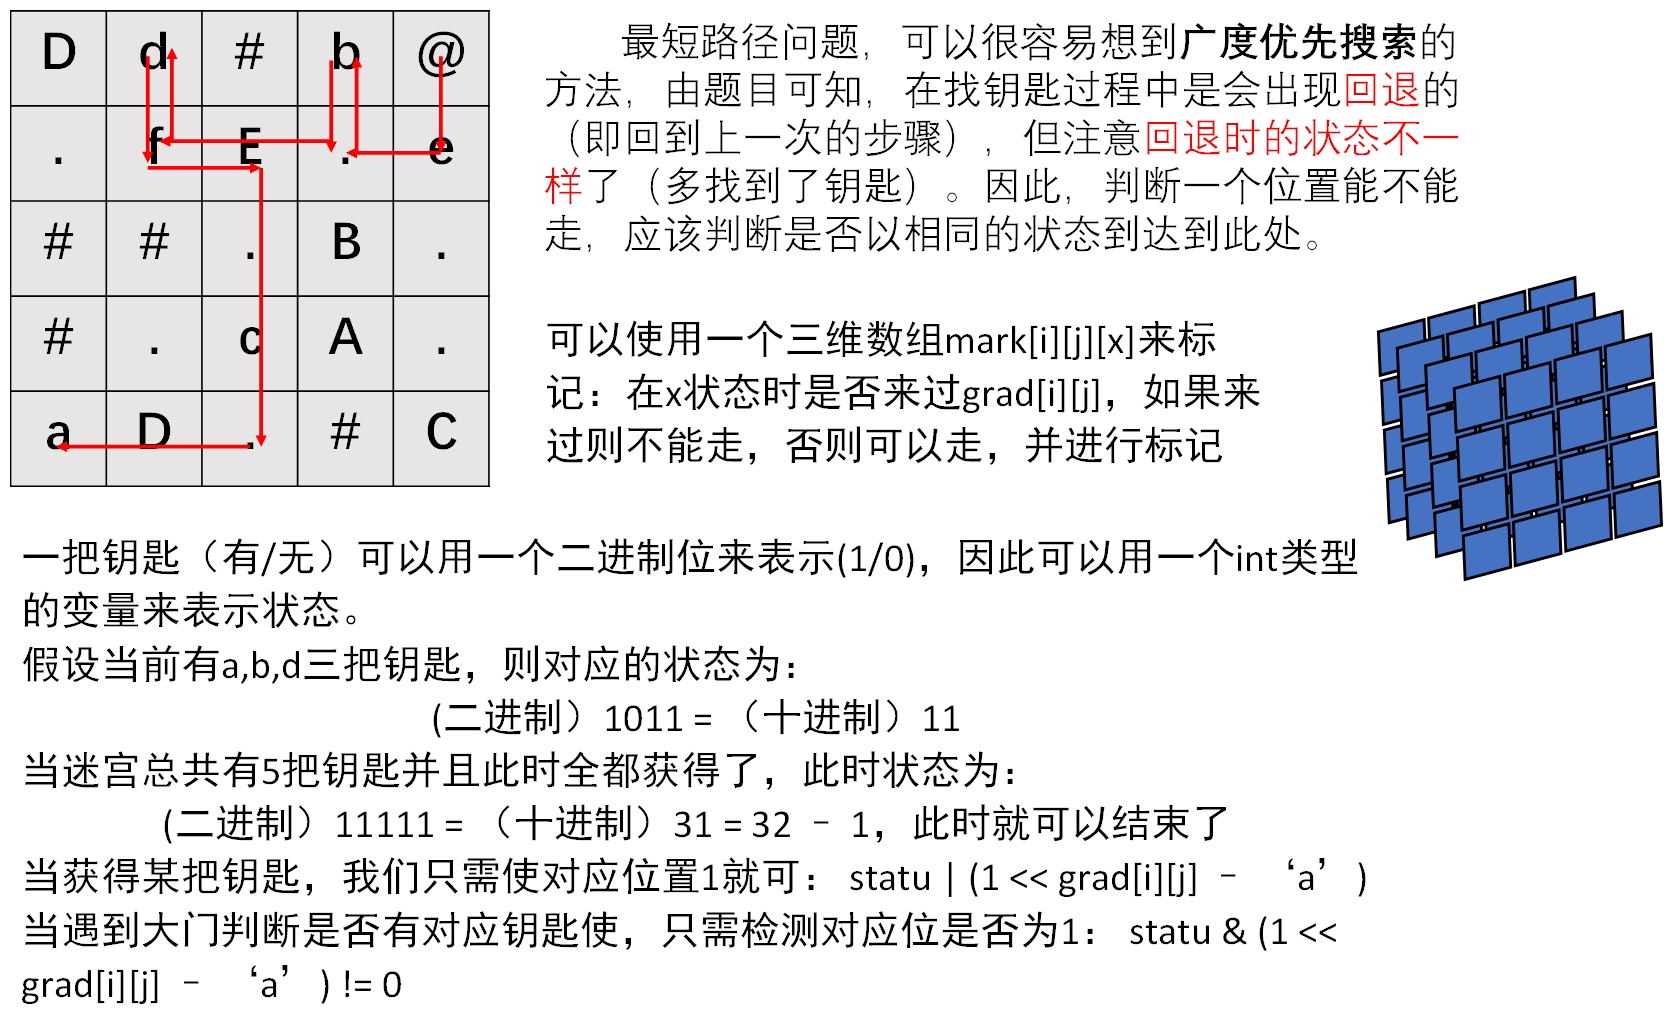 D d # b @
. f E . e
# # . B .
# . c A .
a D . # C
最短路径问题，可以很容易想到广度优先搜索的
方法，由题目可知，在找钥匙过程中是会出现回退的
（即回到上一次的步骤），但注意回退时的状态不一
样了（多找到了钥匙）。因此，判断一个位置能不能
走，应该判断是否以相同的状态到达到此处。
可以使用一个三维数组mark[i][j][x]来标
记：在x状态时是否来过grad[i][j]，如果来
过则不能走，否则可以走，并进行标记
一把钥匙（有/无）可以用一个二进制位来表示(1/0)，因此可以用一个int类型
的变量来表示状态。
假设当前有a,b,d三把钥匙，则对应的状态为：
(二进制）1011 = （十进制）11
当迷宫总共有5把钥匙并且此时全都获得了，此时状态为：
(二进制）11111 = （十进制）31 = 32 － 1，此时就可以结束了
当获得某把钥匙，我们只需使对应位置1就可： statu | (1 << grad[i][j] － ‘a’)
当遇到大门判断是否有对应钥匙使，只需检测对应位是否为1： statu & (1 <<
grad[i][j] － ‘a’) != 0